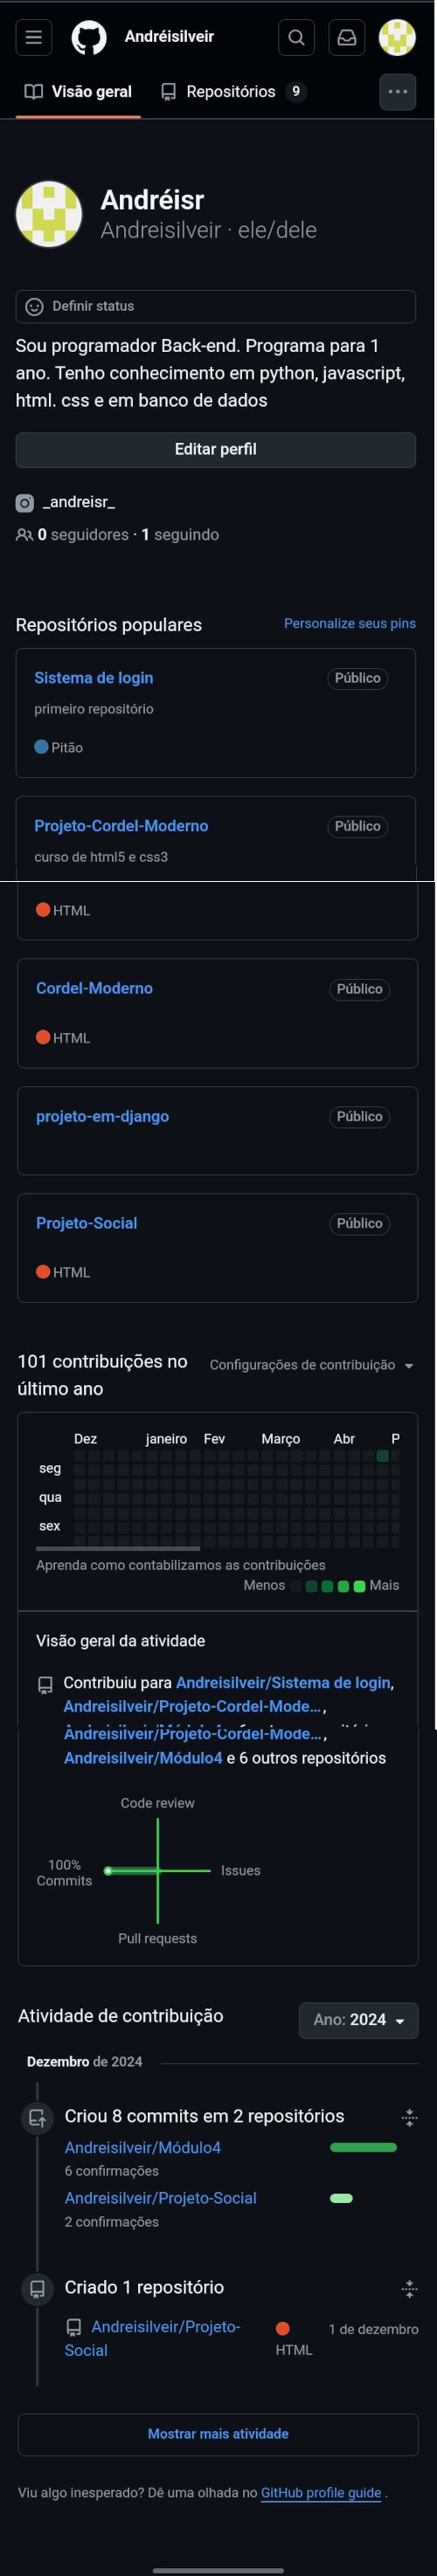 Andréisilveir
Visão geral
Repositórios 9
Andréisr
Andreisilveir · ele/dele
Definir status
Sou programador Back-end. Programa para 1
ano. Tenho conhecimento em python, javascript,
html. css e em banco de dados
Editar perfil
_andreisr_
0 seguidores · 1 seguindo
Repositórios populares
Personalize seus pins
Sistema de login
Público
primeiro repositório
Pitão
Projeto-Cordel-Moderno
Público
curso de html5 e css3
HTML
Cordel-Moderno
Público
HTML
projeto-em-django
Público
Projeto-Social
Público
HTML
101 contribuições no
último ano
Configurações de contribuição
Dez janeiro Fev Março Abr P
seg
qua
sex
Aprenda como contabilizamos as contribuições
Menos Mais
Visão geral da atividade
Contribuiu para Andreisilveir/Sistema de login,
Andreisilveir/Projeto-Cordel-Mode…,
Andreisilveir/Projeto-Cordel-Mode…,
Andreisilveir/Módulo4 e 6 outros repositórios
Code review
100%
Commits
Issues
Pull requests
Atividade de contribuição
Ano: 2024
Dezembro de 2024
Criou 8 commits em 2 repositórios
Andreisilveir/Módulo4
6 confirmações
Andreisilveir/Projeto-Social
2 confirmações
Criado 1 repositório
Andreisilveir/Projeto-
Social
HTML
1 de dezembro
Mostrar mais atividade
Viu algo inesperado? Dê uma olhada no GitHub profile guide .